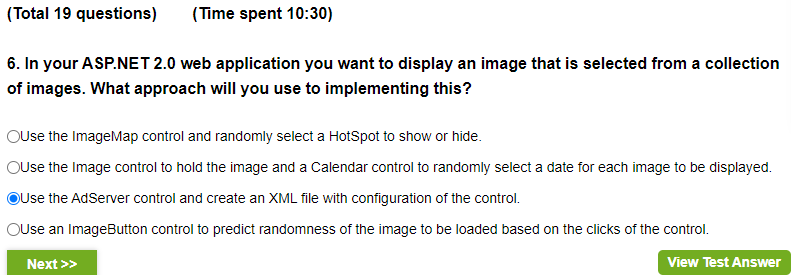 (Total 19 questions) (Time spent 10:30)
6. In your ASP.NET 2.0 web application you want to display an image that is selected from a collection
of images. What approach will you use to implementing this?
Use the ImageMap control and randomly select a HotSpot to show or hide.
Use the Image control to hold the image and a Calendar control to randomly select a date for each image to be displayed.
Use the AdServer control and create an XML file with configuration of the control.
Use an ImageButton control to predict randomness of the image to be loaded based on the clicks of the control.
Next >> View Test Answer